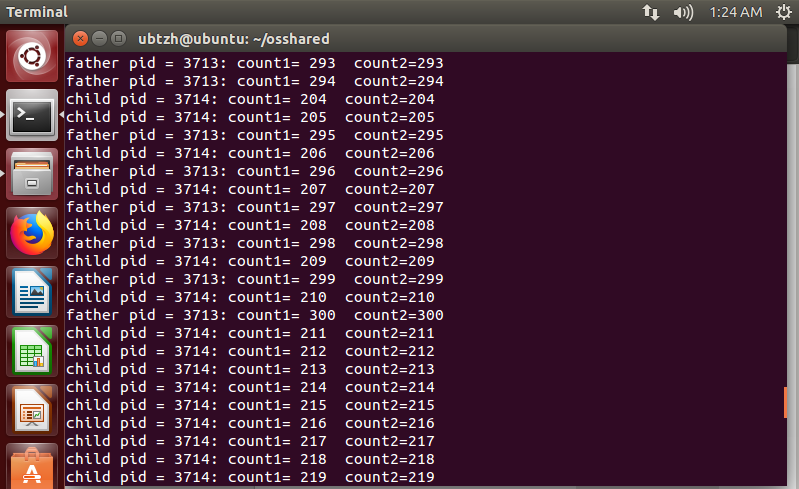 Terminal
1:24 AM
ubtzh@ubuntu: ~/osshared
father pid = 3713: count1= 293  count2=293
father pid = 3713: count1= 294  count2=294
child pid = 3714: count1= 204  count2=204
child pid = 3714: count1= 205  count2=205
father pid = 3713: count1= 295  count2=295
child pid = 3714: count1= 206  count2=206
father pid = 3713: count1= 296  count2=296
child pid = 3714: count1= 207  count2=207
father pid = 3713: count1= 297  count2=297
child pid = 3714: count1= 208  count2=208
father pid = 3713: count1= 298  count2=298
child pid = 3714: count1= 209  count2=209
father pid = 3713: count1= 299  count2=299
child pid = 3714: count1= 210  count2=210
father pid = 3713: count1= 300  count2=300
child pid = 3714: count1= 211  count2=211
child pid = 3714: count1= 212  count2=212
child pid = 3714: count1= 213  count2=213
child pid = 3714: count1= 214  count2=214
child pid = 3714: count1= 215  count2=215
child pid = 3714: count1= 216  count2=216
child pid = 3714: count1= 217  count2=217
child pid = 3714: count1= 218  count2=218
child pid = 3714: count1= 219  count2=219